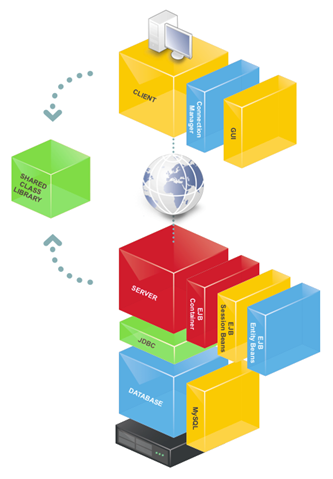 CLIENT
Connection
Manager
GUI
SHARED
CLASS
LIBRARY
SERVER
EJB
Container
EJB
Session Beans
EJB
Entity Beans
JDBC
DATABASE
MySQL